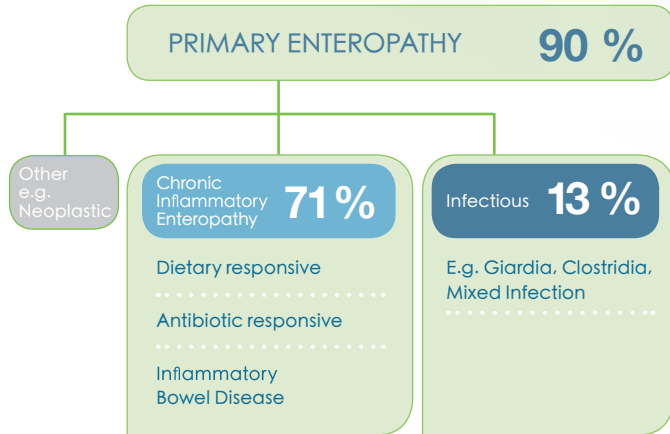 PRIMARY ENTEROPATHY 90 %
Other
e.g.
Neoplastic
Chronic
Inflammatory
Enteropathy
71 %
Infectious 13 %
Dietary responsive
Antibiotic responsive
Inflammatory
Bowel Disease
E.g. Giardia, Clostridia,
Mixed Infection